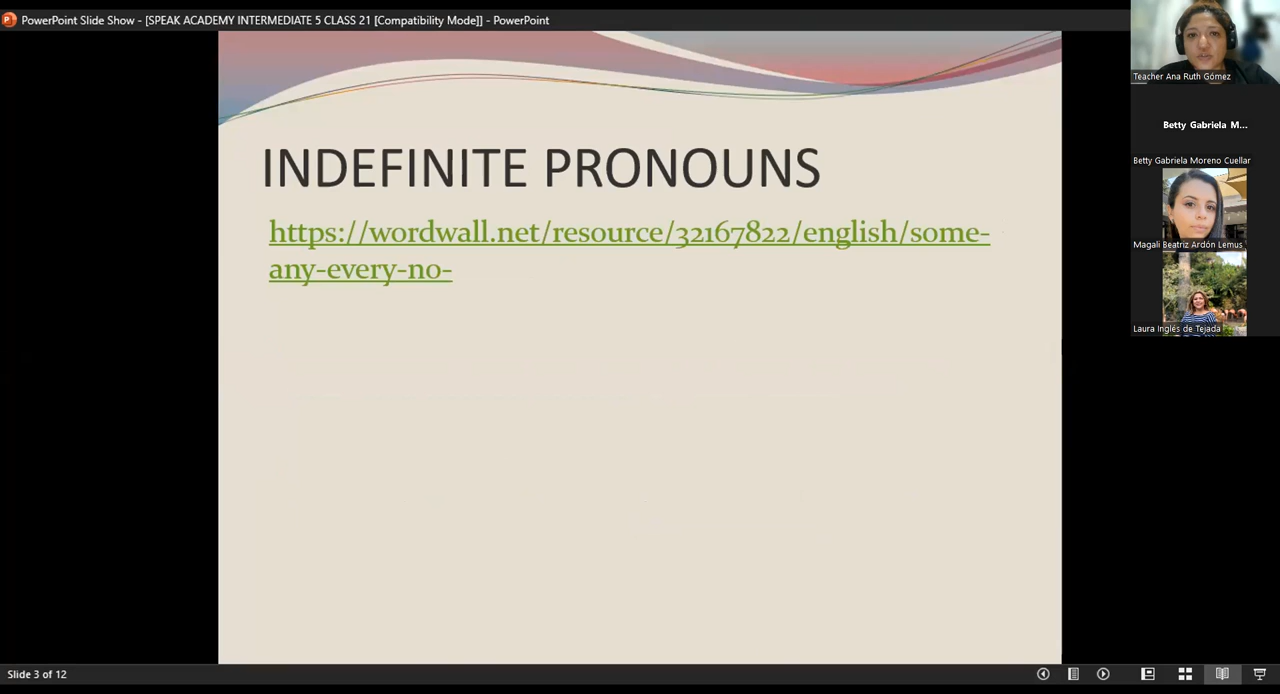 PowerPoint Slide Show - [SPEAK ACADEMY INTERMEDIATE 5 CLASS 21 [Compatibility Mode]] - PowerPoint
INDEFINITE PRONOUNS
https://wordwall.net/resource/32167822/english/some-
any-every-no-
Teacher Ana Ruth Gómez
Betty Gabriela M...
Betty Gabriela Moreno Cuellar
Magali Beatriz Ardón Lemus
Laura Inglés de Tejada
Slide 3 of 12